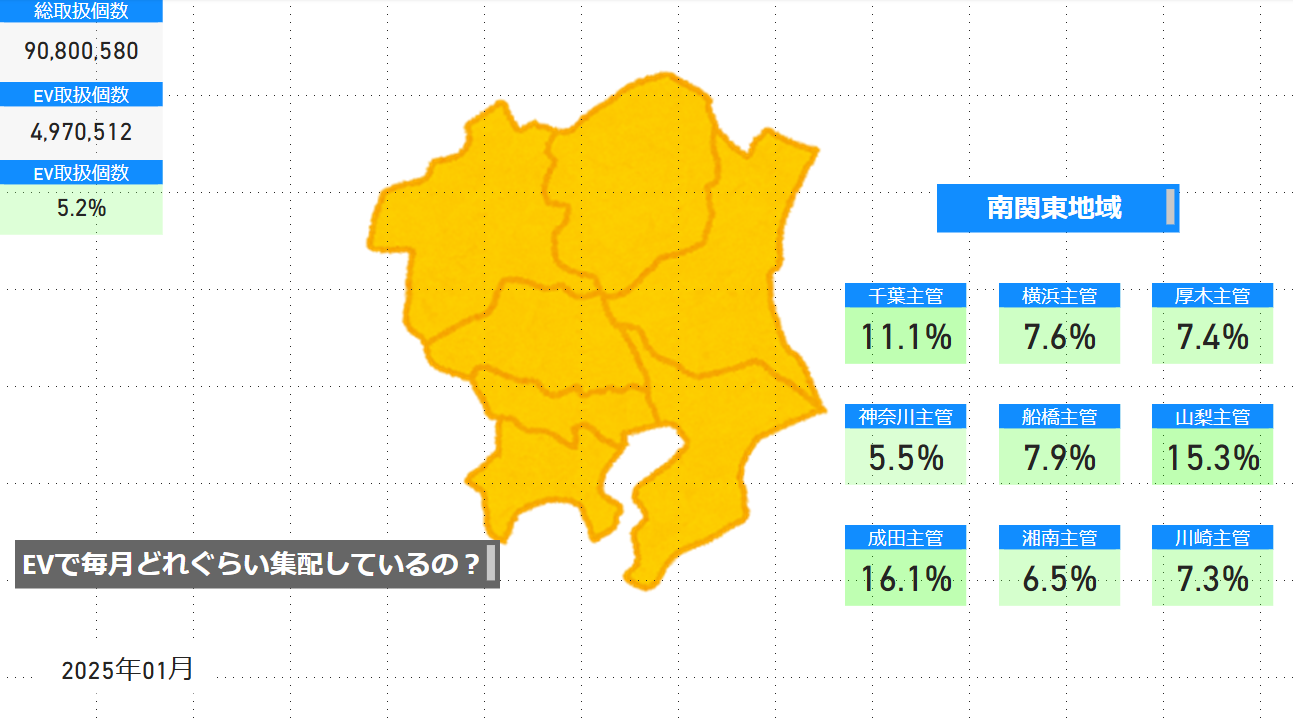 総取扱個数
90,800,580
EV取扱個数
4,970,512
EV取扱個数
5.2%
南関東地域
千葉主管
11.1%
横浜主管
7.6%
厚木主管
7.4%
神奈川主管
5.5%
船橋主管
7.9%
山梨主管
15.3%
成田主管
16.1%
湘南主管
6.5%
川崎主管
7.3%
EVで毎月どれぐらい集配しているの？
2025年01月